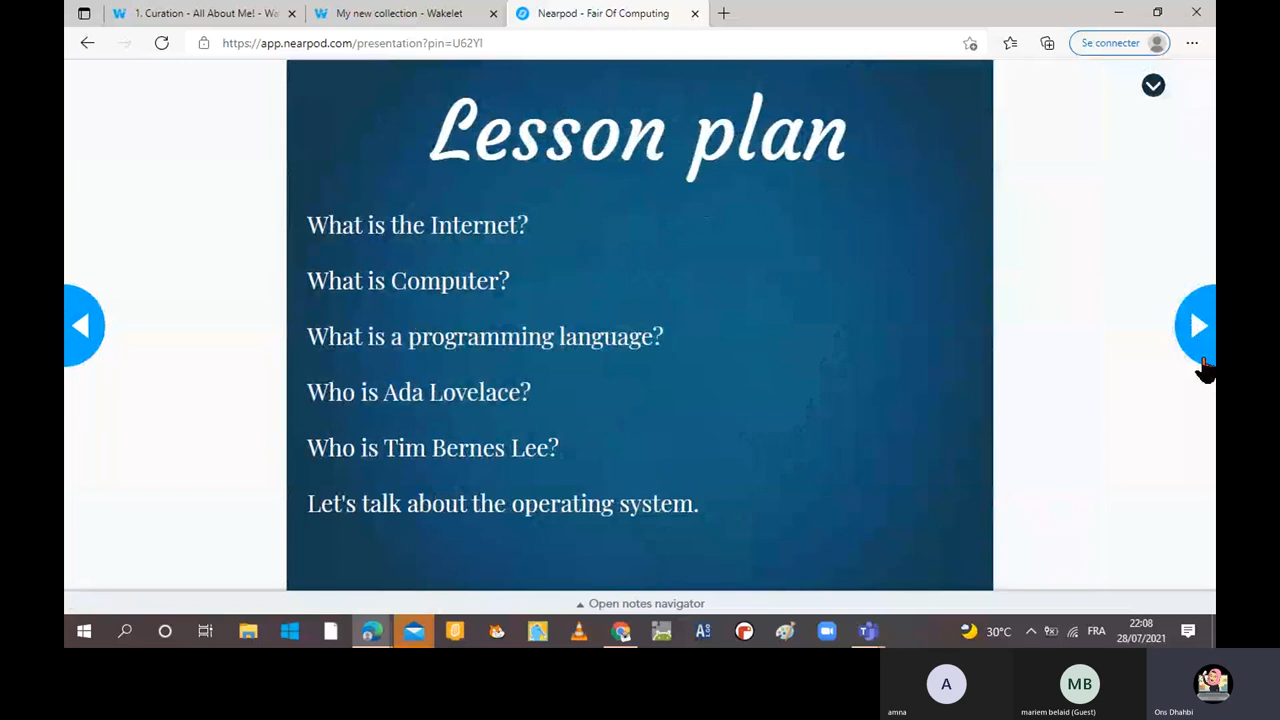 1. Curation - All About Me! - Wa
My new collection - Wakelet
Nearpod - Fair Of Computing
https://app.nearpod.com/presentation?pin=U62YI
Se connecter
Lesson plan
What is the Internet?
What is Computer?
What is a programming language?
Who is Ada Lovelace?
Who is Tim Bernes Lee?
Let's talk about the operating system.
Open notes navigator
30°C
FRA
22:08
28/07/2021
A
MB
amna
mariem belaid (Guest)
Ons Dhahbi